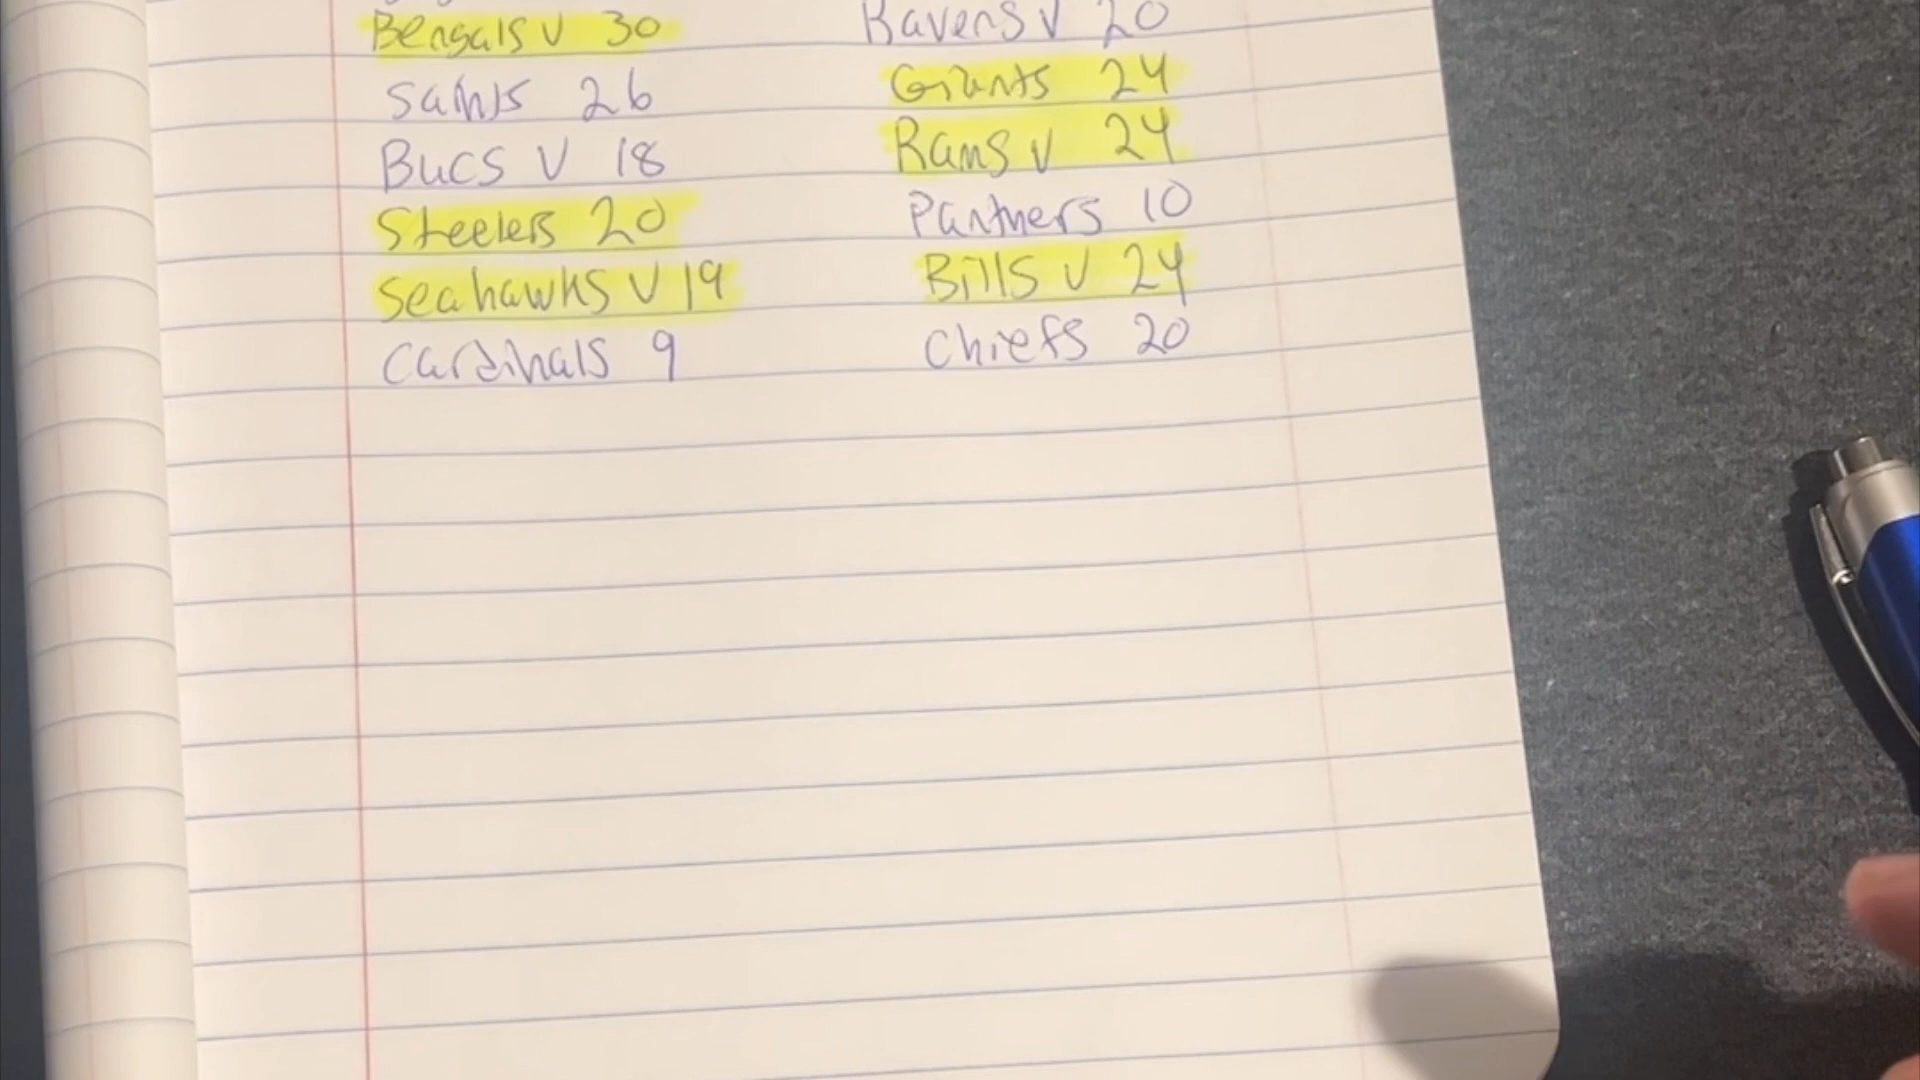 Bengals v 30
Saints 26
Bucs v 18
Steelers 20
Seahawks v 19
Cardinals 9
Ravens v 20
Giants 24
Rams v 24
Panthers 10
Bills v 24
Chiefs 20